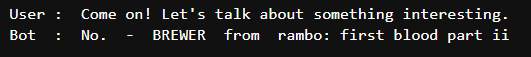 User :  Come on! Let's talk about something interesting.
Bot  :  No.  -  BREWER  from  rambo: first blood part ii